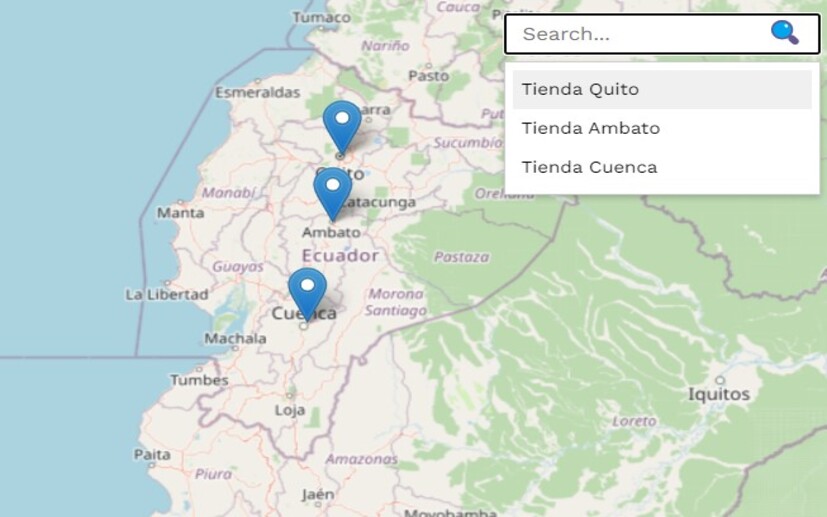 Cauca
Tumaco
Search...
Nariño
Pasto
Tienda Quito
Esmeraldas
arra
Sucumbíos
Tienda Ambato
Quito
Tienda Cuenca
Manabí
Latacunga
Orellana
Manta
Ambato
Ecuador
Pastaza
Guayas
La Libertad
Morona
Santiago
Cuenca
Machala
Tumbes
Iquitos
Loja
Loreto
Paita
Amazonas
Piura
Jaén
Moyobamba